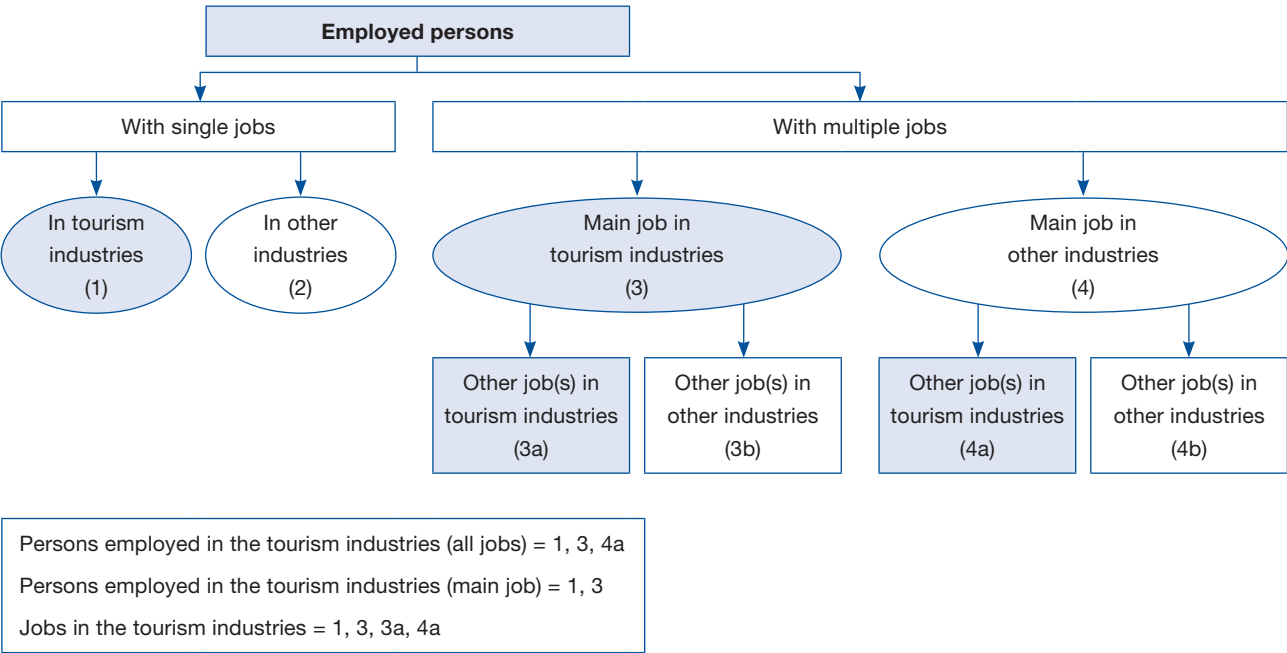 Employed persons
With single jobs
With multiple jobs
In tourism
industries
(1)
In other
industries
(2)
Main job in
tourism industries
(3)
Main job in
other industries
(4)
Other job(s) in
tourism industries
(3a)
Other job(s) in
other industries
(3b)
Other job(s) in
tourism industries
(4a)
Other job(s) in
other industries
(4b)
Persons employed in the tourism industries (all jobs) = 1, 3, 4a
Persons employed in the tourism industries (main job) = 1, 3
Jobs in the tourism industries = 1, 3, 3a, 4a